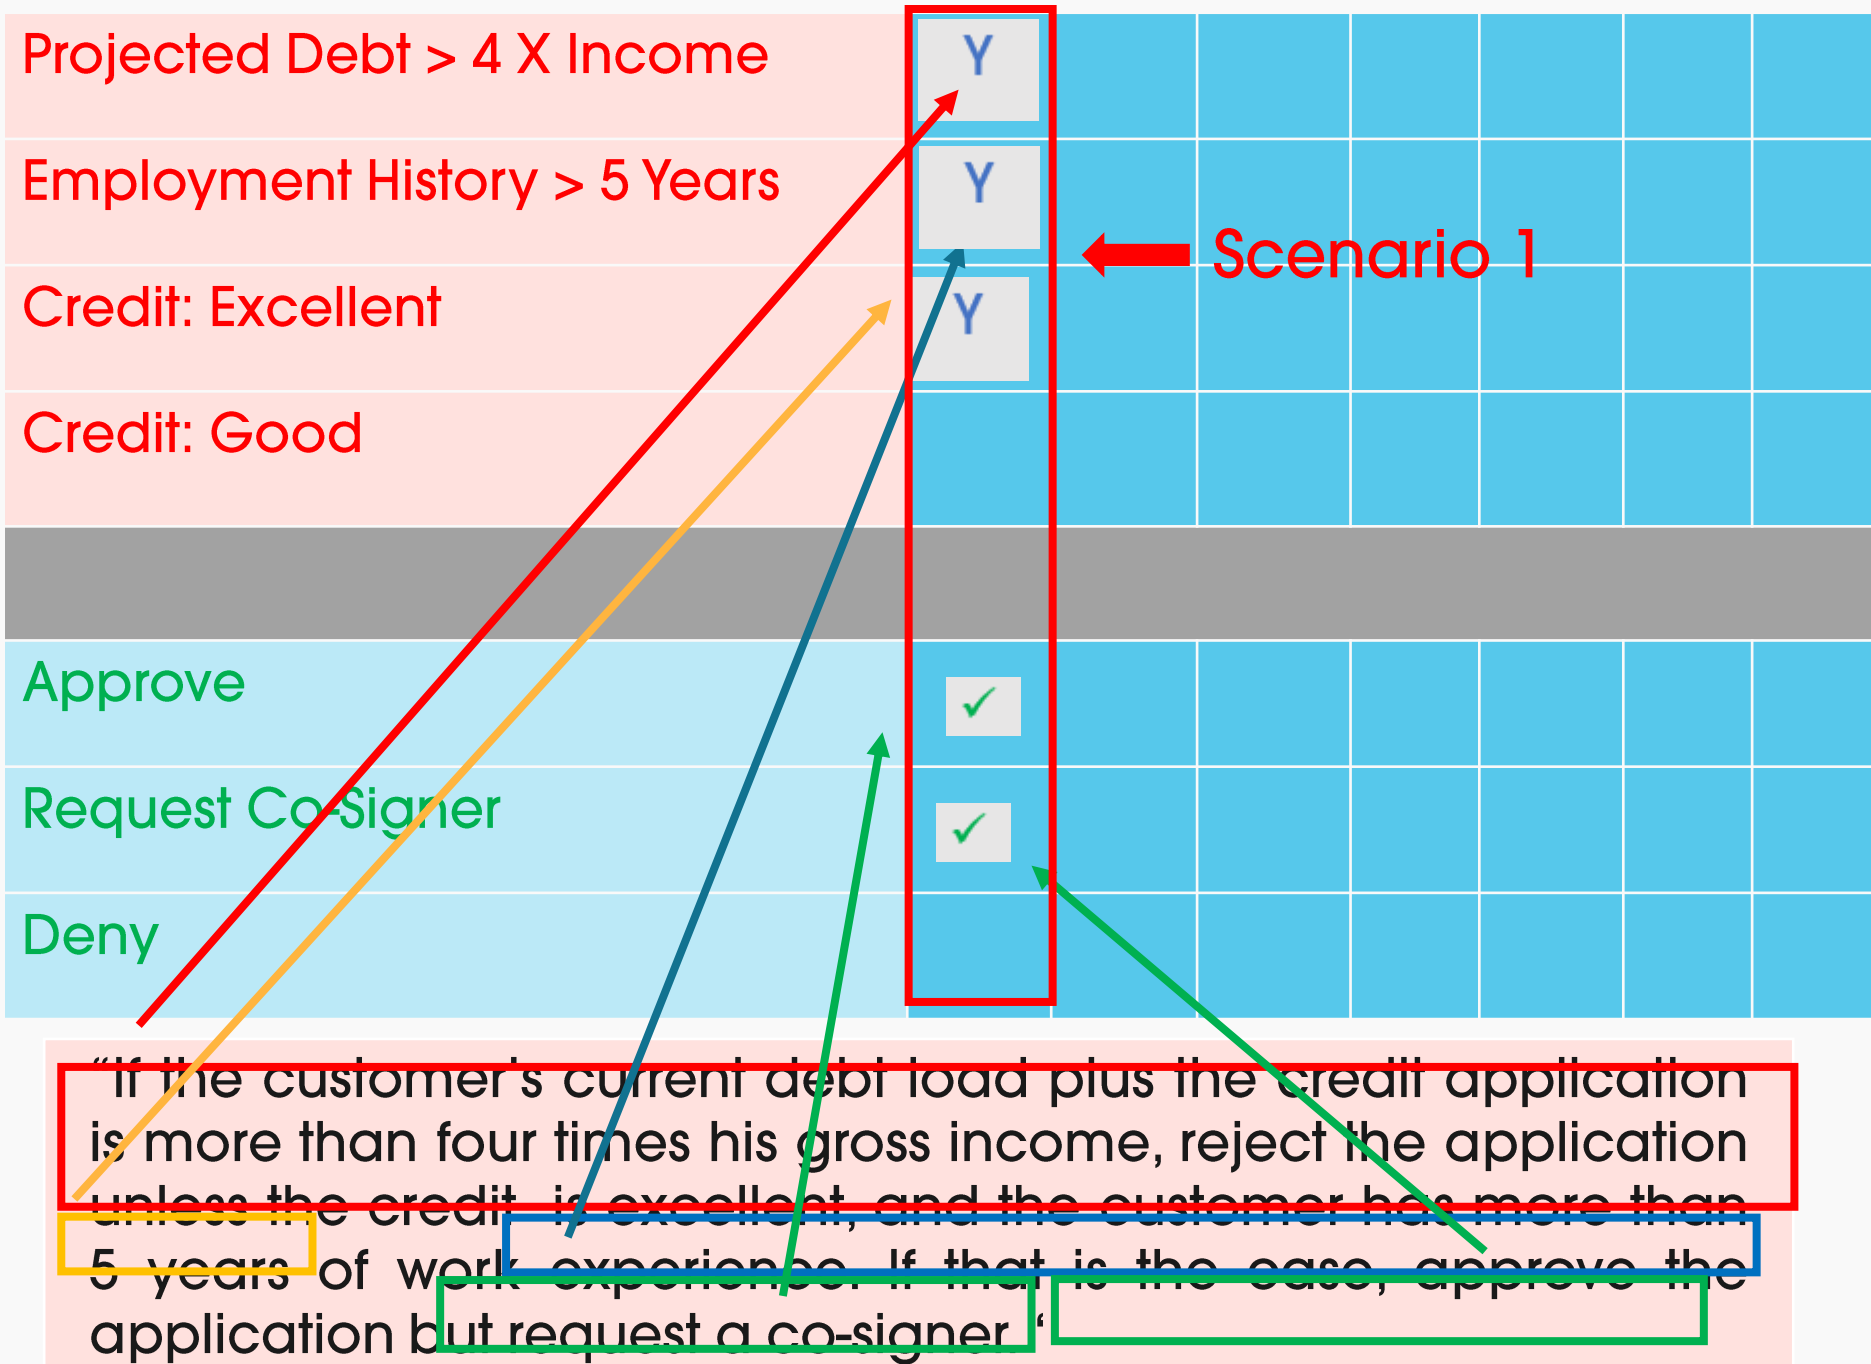 Projected Debt > 4 X Income
Y
Employment History > 5 Years
Y
Scenario 1
Credit: Excellent
Y
Credit: Good
Approve
✓
Request Co-Signer
✓
Deny
“If the customer’s current debt load plus the credit application
is more than four times his gross income, reject the application
unless the credit is excellent, and the customer has more than
5 years of work experience. If that is the case, approve the
application but request a co-signer. “